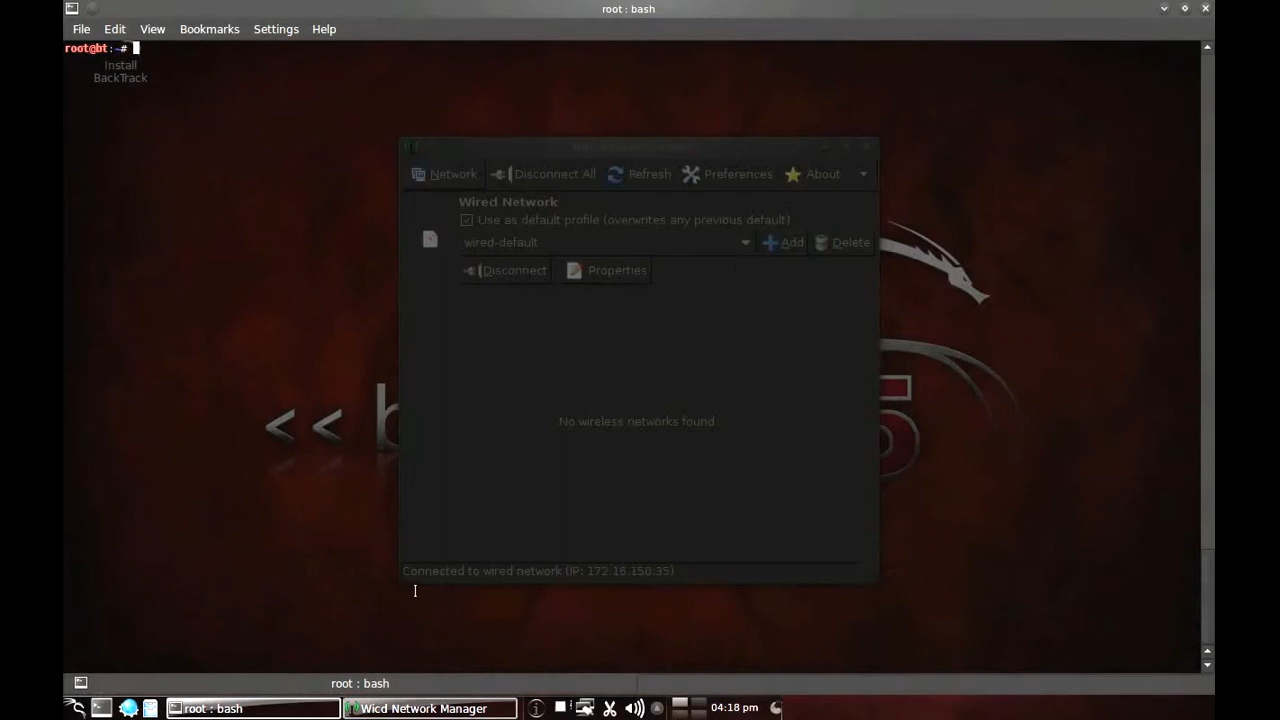 root : bash
File Edit View Bookmarks Settings Help
root@bt:~#
Install
BackTrack
Network Disconnect All Refresh Preferences About
Wired Network
Use as default profile (overwrites any previous default)
wired-default Add Delete
Disconnect Properties
<< b
5
No wireless networks found.
Connected to wired network (IP: 172.16.150.35)
root : bash
root : bash Wicd Network Manager 04:18 pm